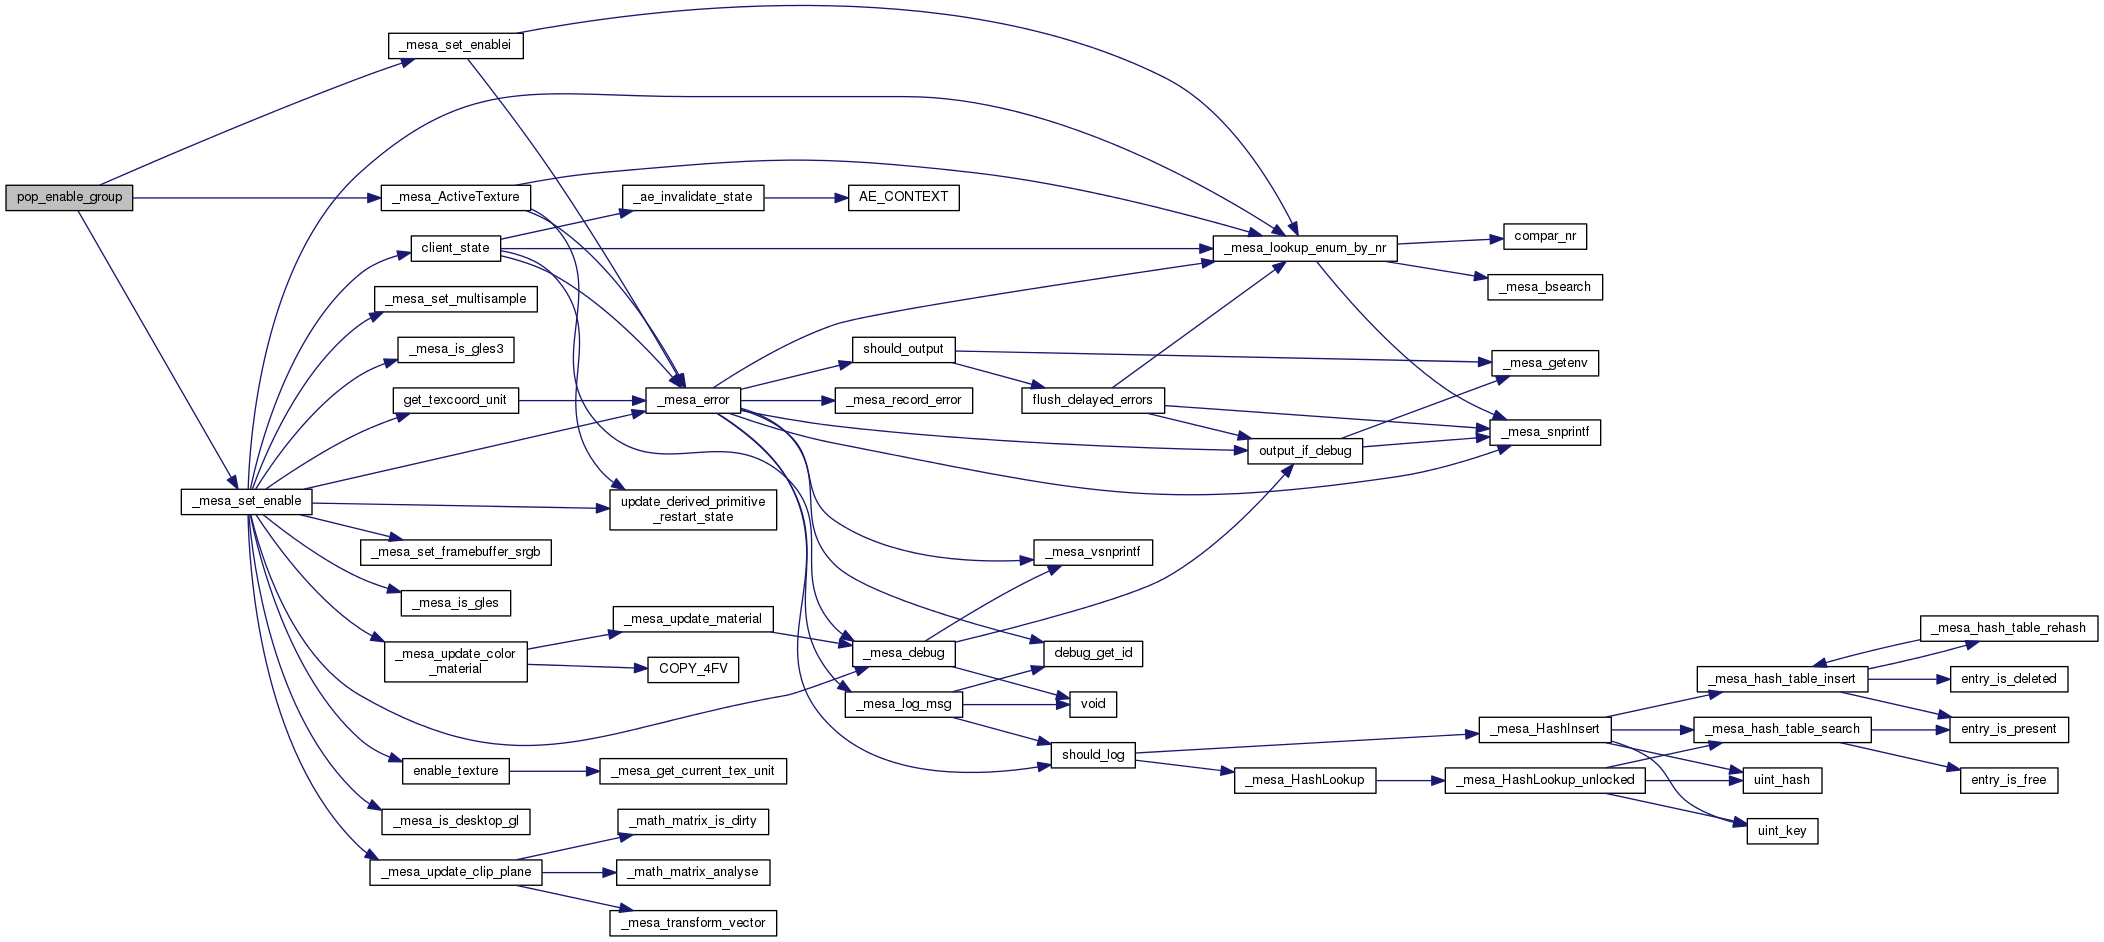 pop_enable_group
_mesa_set_enablei
_mesa_ActiveTexture
_mesa_set_enable
client_state
_mesa_set_multisample
_mesa_is_gles3
get_texcoord_unit
_mesa_set_framebuffer_srgb
_mesa_is_gles
_mesa_update_color
_material
enable_texture
_mesa_is_desktop_gl
_mesa_update_clip_plane
_ae_invalidate_state
_mesa_error
update_derived_primitive
_restart_state
_mesa_update_material
COPY_4FV
_mesa_get_current_tex_unit
_math_matrix_is_dirty
_math_matrix_analyse
_mesa_transform_vector
AE_CONTEXT
should_output
_mesa_record_error
_mesa_debug
_mesa_log_msg
flush_delayed_errors
_mesa_vsnprintf
debug_get_id
void
should_log
_mesa_lookup_enum_by_nr
output_if_debug
_mesa_HashLookup
compar_nr
_mesa_bsearch
_mesa_getenv
_mesa_snprintf
_mesa_HashInsert
_mesa_HashLookup_unlocked
_mesa_hash_table_insert
_mesa_hash_table_search
uint_hash
uint_key
_mesa_hash_table_rehash
entry_is_deleted
entry_is_present
entry_is_free